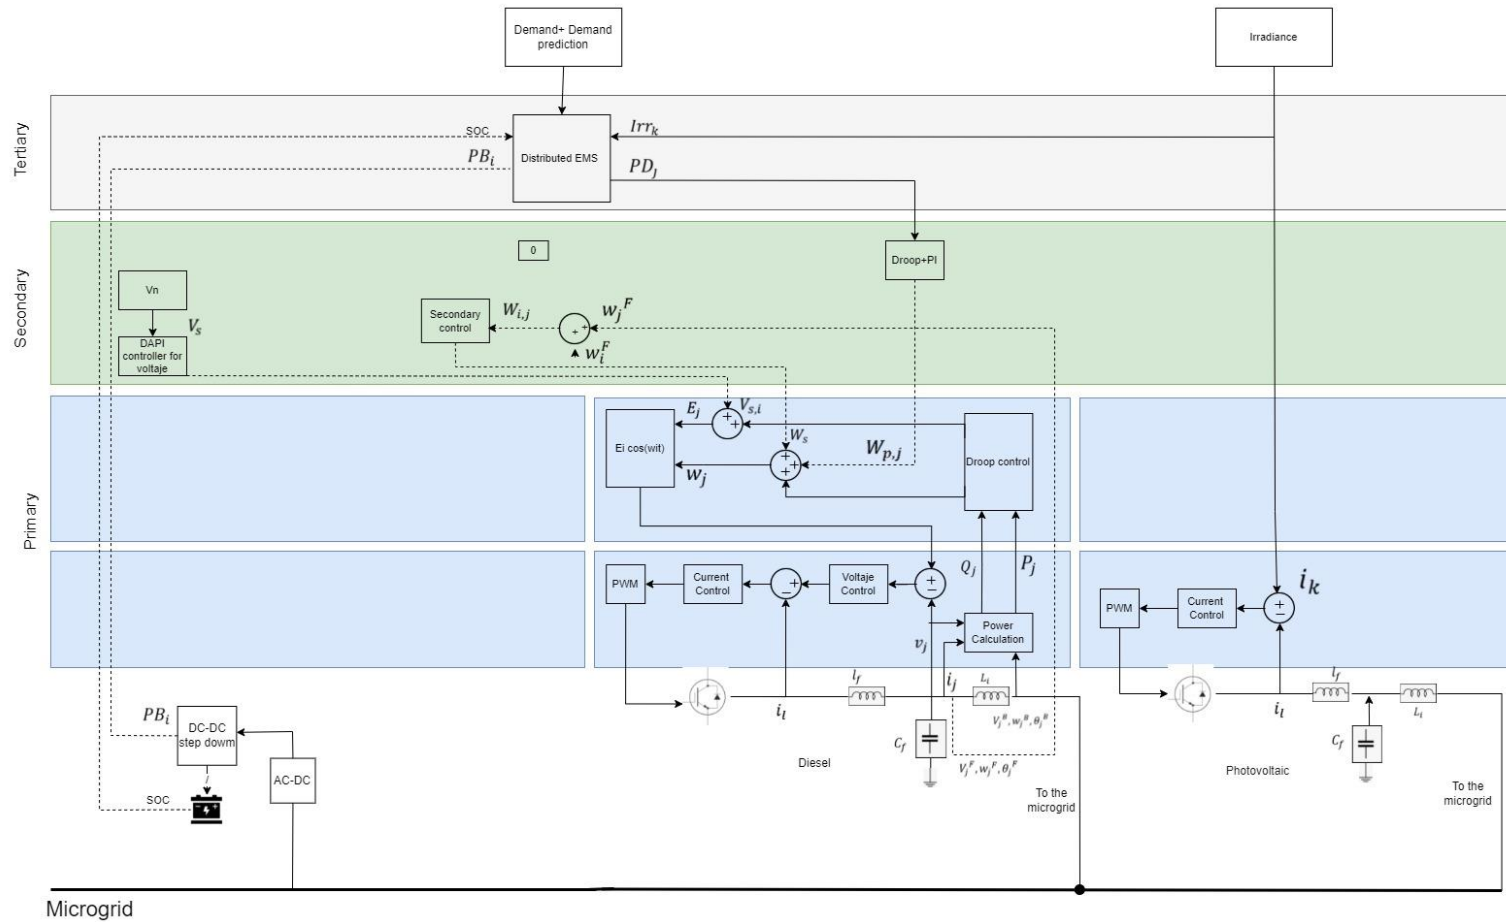 Demand+ Demand
prediction
Irradiance
Tertiary
SOC
Irr_k
PB_i
Distributed EMS
PD_J
Secondary
0
Droop+PI
Vn
V_s
DAPI
controller for
voltaje
Secondary
control
W_{i,j}
w_j^F
+
+
w_i^F
Primary
E_j
V_{s,i}
+
+
Ei cos(wit)
W_s
w_j
+
+
+
W_{p,j}
Droop control
Q_j
P_j
PWM
Current
Control
+
−
Voltaje
Control
+
−
v_j
Power
Calculation
i_k
PWM
Current
Control
+
−
l_f
i_j
L_i
i_l
V_j^B, w_j^B, θ_j^B
C_f
V_j^F, w_j^F, θ_j^F
Diesel
To the
microgrid
l_f
i_l
L_i
C_f
Photovoltaic
To the
microgrid
PB_i
DC-DC
step dowm
/
SOC
AC-DC
Microgrid